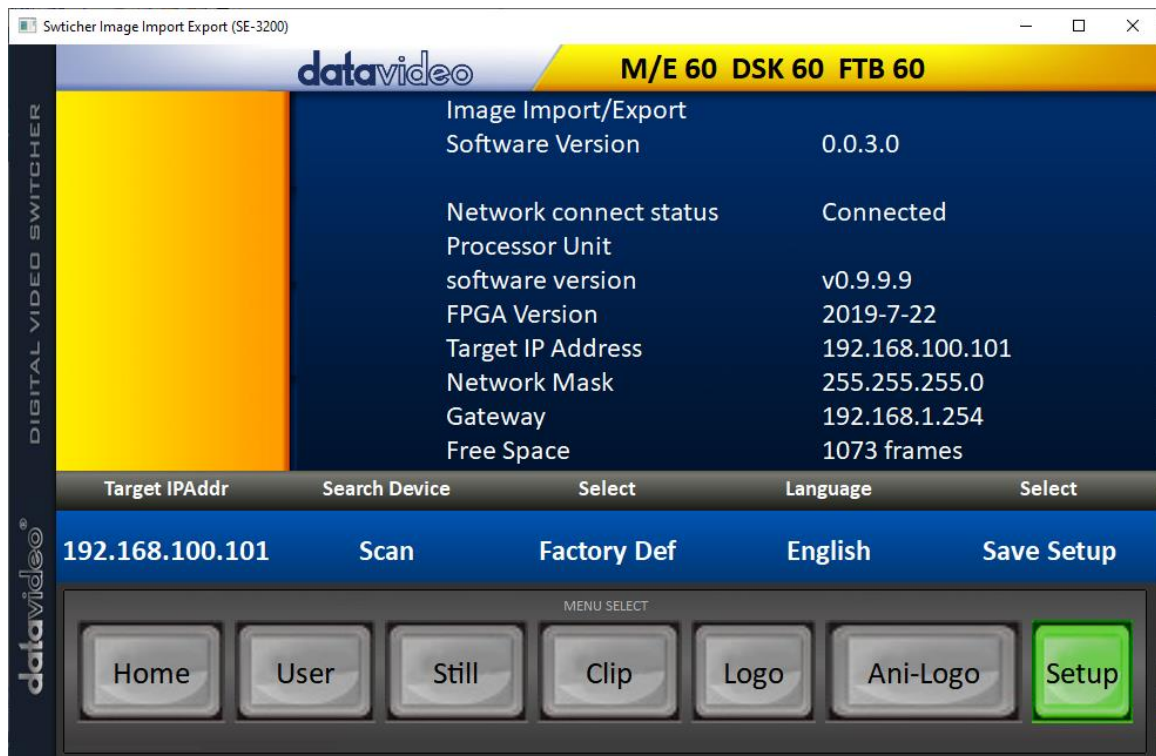 Swticher Image Import Export (SE-3200)
datavideo
M/E 60 DSK 60 FTB 60
Image Import/Export
Software Version 0.0.3.0
Network connect status Connected
Processor Unit
software version v0.9.9.9
FPGA Version 2019-7-22
Target IP Address 192.168.100.101
Network Mask 255.255.255.0
Gateway 192.168.1.254
Free Space 1073 frames
Target IPAddr Search Device Select Language Select
192.168.100.101 Scan Factory Def English Save Setup
MENU SELECT
Home User Still Clip Logo Ani-Logo Setup
DIGITAL VIDEO SWITCHER
datavideo®